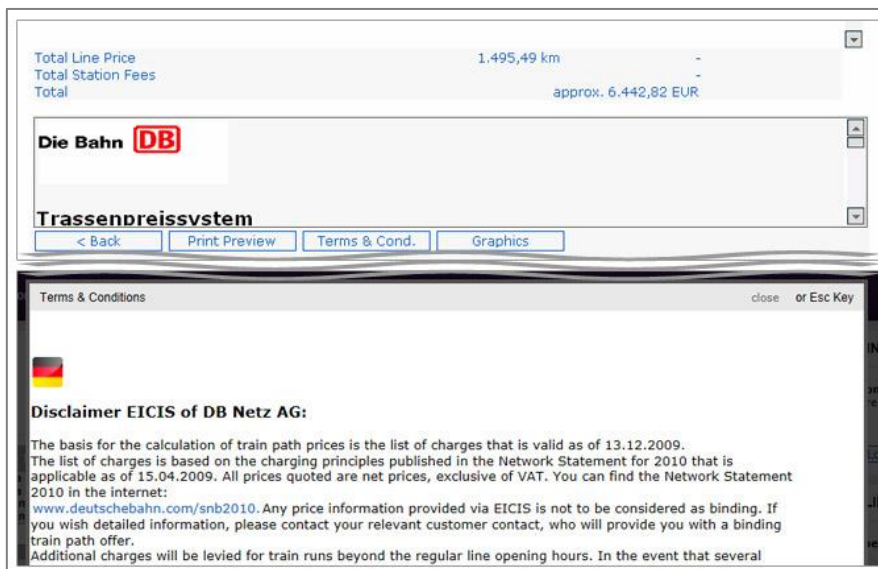 Total Line Price 1.495,49 km -
Total Station Fees -
Total approx. 6.442,82 EUR
Die Bahn DB
Trassenpreissystem
< Back Print Preview Terms & Cond. Graphics
Terms & Conditions close or Esc Key
Disclaimer EICIS of DB Netz AG:
The basis for the calculation of train path prices is the list of charges that is valid as of 13.12.2009.
The list of charges is based on the charging principles published in the Network Statement for 2010 that is
applicable as of 15.04.2009. All prices quoted are net prices, exclusive of VAT. You can find the Network Statement
2010 in the internet:
www.deutschebahn.com/snb2010. Any price information provided via EICIS is not to be considered as binding. If
you wish detailed information, please contact your relevant customer contact, who will provide you with a binding
train path offer.
Additional charges will be levied for train runs beyond the regular line opening hours. In the event that several